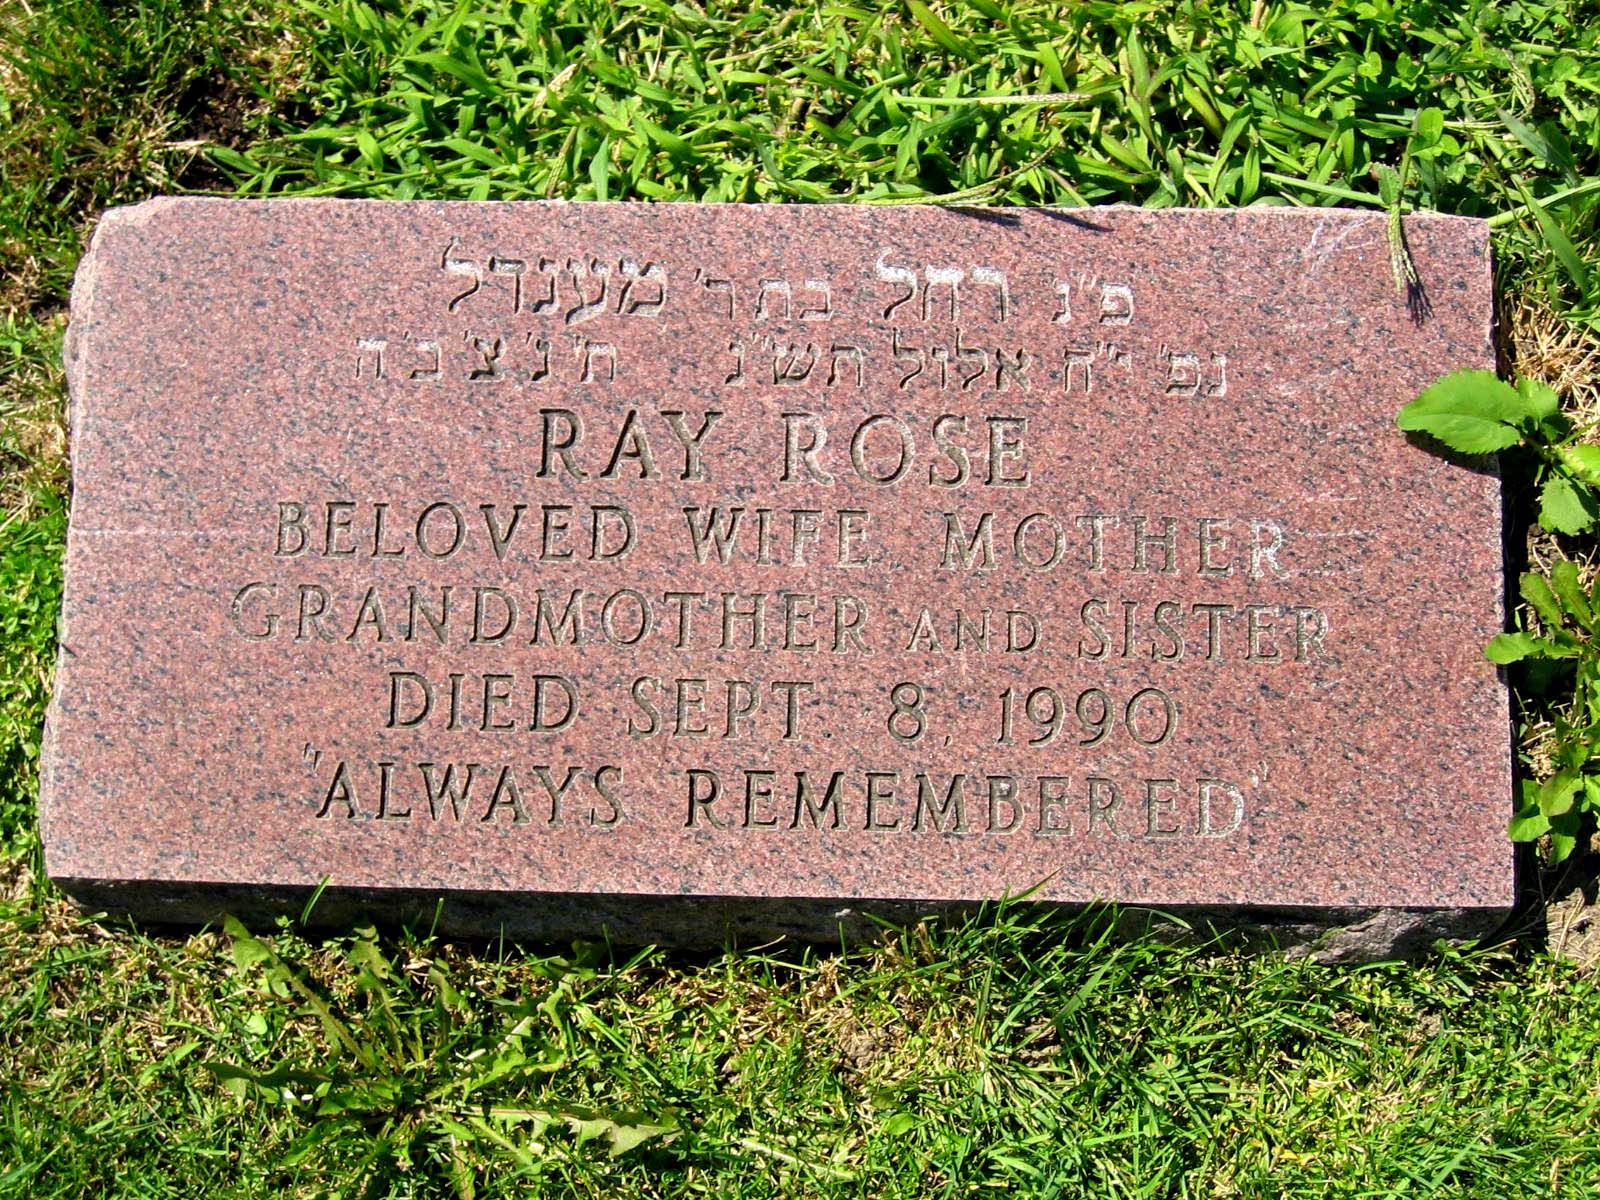 פ"נ רחל בת ר' מענדל
נפ' י"ח אלול תש"נ ת' נ' צ' ב' ה
RAY ROSE
BELOVED WIFE, MOTHER
GRANDMOTHER AND SISTER
DIED SEPT. 8, 1990
"ALWAYS REMEMBERED"